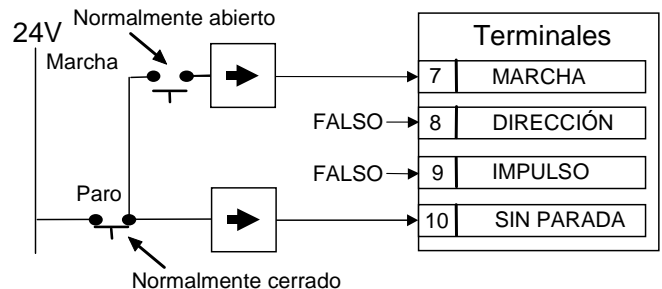 Normalmente abierto
24V
Marcha
Terminales
7 MARCHA
FALSO 8 DIRECCIÓN
FALSO 9 IMPULSO
Paro
10 SIN PARADA
Normalmente cerrado